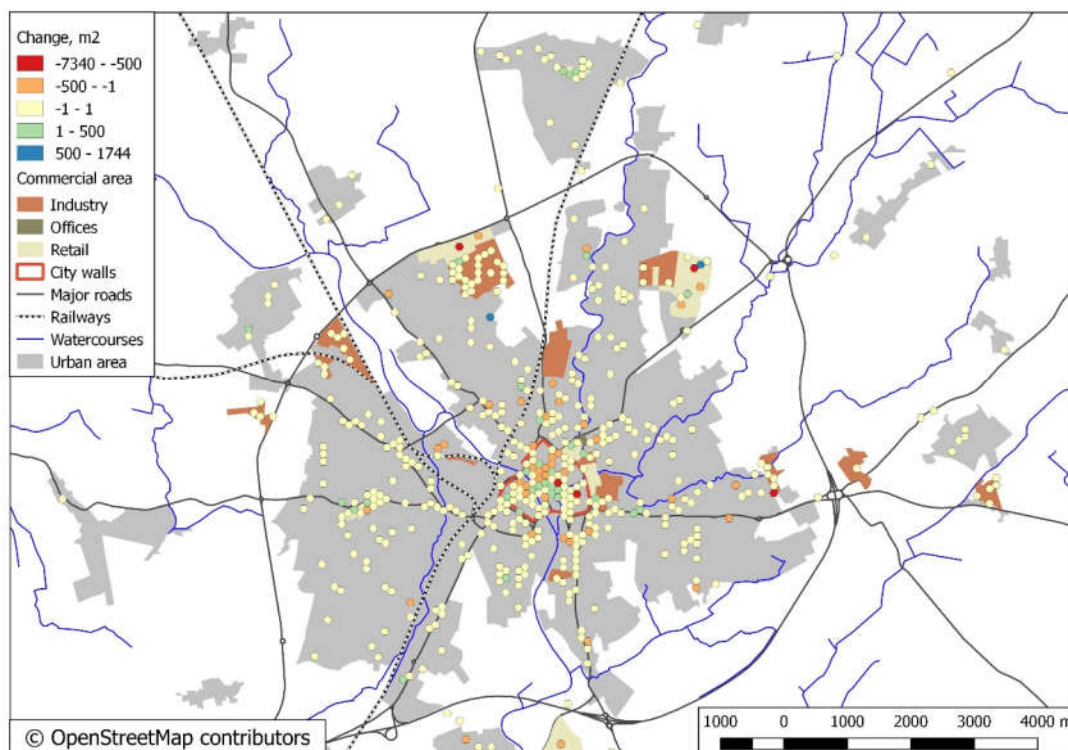 Change, m2
-7340 - -500
-500 - -1
-1 - 1
1 - 500
500 - 1744
Commercial area
Industry
Offices
Retail
City walls
Major roads
Railways
Watercourses
Urban area
© OpenStreetMap contributors
1000 0 1000 2000 3000 4000 m